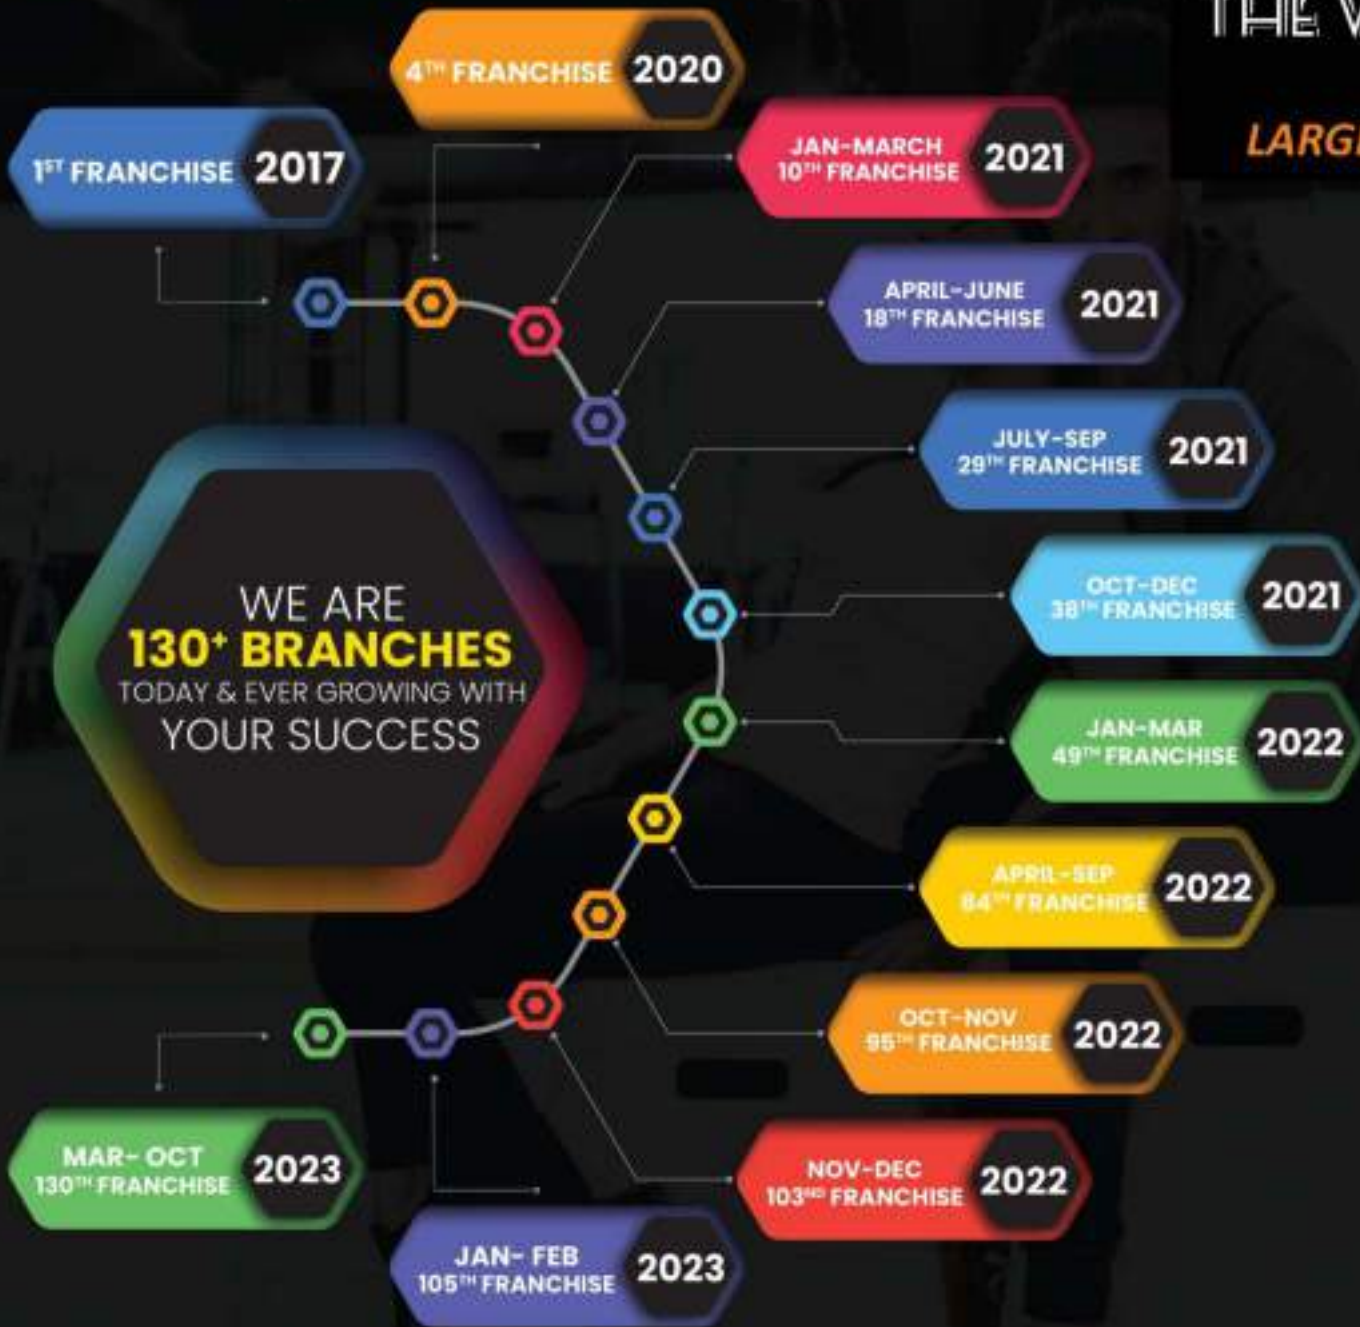 THE
LARG
4TH FRANCHISE 2020
1ST FRANCHISE 2017
JAN-MARCH
10TH FRANCHISE 2021
APRIL-JUNE
18TH FRANCHISE 2021
JULY-SEP
29TH FRANCHISE 2021
OCT-DEC
38TH FRANCHISE 2021
WE ARE
130+ BRANCHES
TODAY & EVER GROWING WITH
YOUR SUCCESS
JAN-MAR
49TH FRANCHISE 2022
APRIL-SEP
84TH FRANCHISE 2022
OCT-NOV
95TH FRANCHISE 2022
NOV-DEC
103ND FRANCHISE 2022
JAN- FEB
105TH FRANCHISE 2023
MAR- OCT
130TH FRANCHISE 2023